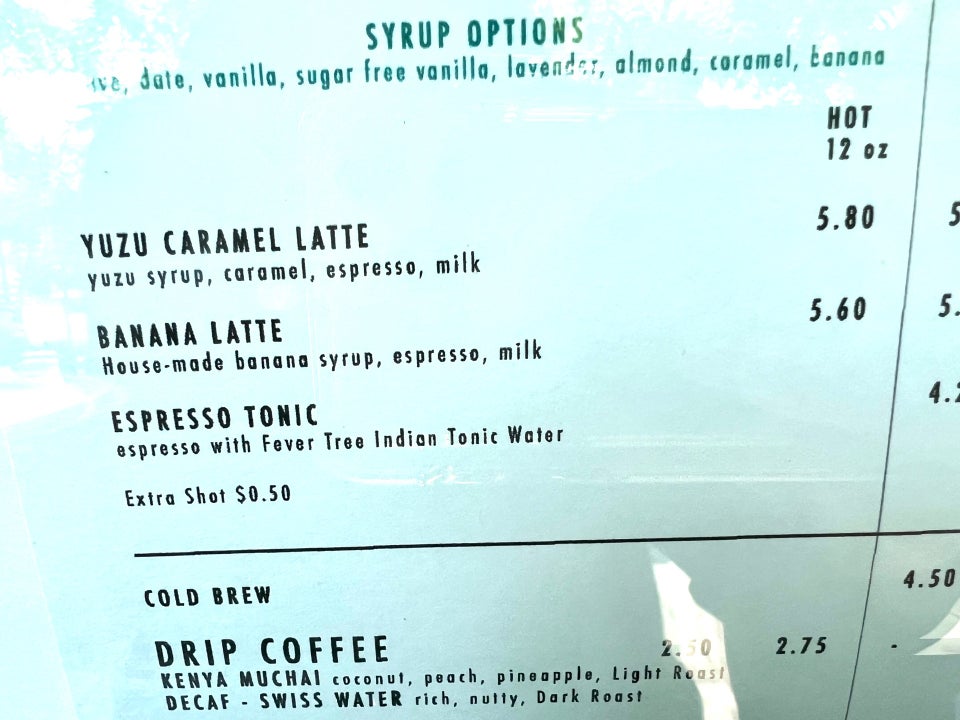 SYRUP OPTIONS
date, vanilla, sugar free vanilla, lavender, almond, caramel, banana
HOT
12 oz
YUZU CARAMEL LATTE 5.80
yuzu syrup, caramel, espresso, milk
BANANA LATTE 5.60
House-made banana syrup, espresso, milk
ESPRESSO TONIC
espresso with Fever Tree Indian Tonic Water
Extra Shot $0.50
COLD BREW 4.50
DRIP COFFEE 2.50 2.75 -
KENYA MUCHAI coconut, peach, pineapple, Light Roast
DECAF - SWISS WATER rich, nutty, Dark Roast